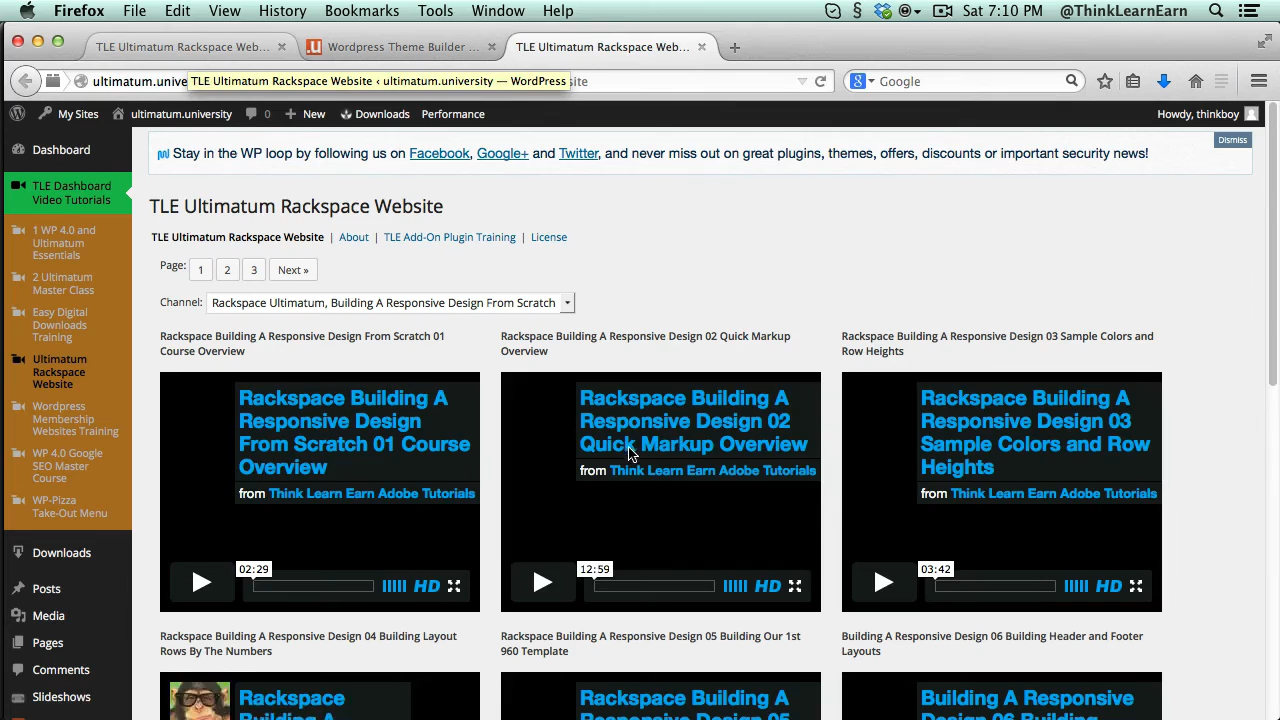 Firefox File Edit View History Bookmarks Tools Window Help Sat 7:10 PM @ThinkLearnEarn
TLE Ultimatum Rackspace Web... Wordpress Theme Builder ... TLE Ultimatum Rackspace Web...
ultimatum.unive TLE Ultimatum Rackspace Website ‹ ultimatum.university — WordPress site Google
My Sites ultimatum.university 0 New Downloads Performance Howdy, thinkboy
Stay in the WP loop by following us on Facebook, Google+ and Twitter, and never miss out on great plugins, themes, offers, discounts or important security news!
Dismiss
Dashboard
TLE Dashboard
Video Tutorials
1 WP 4.0 and
Ultimatum
Essentials
2 Ultimatum
Master Class
Easy Digital
Downloads
Training
Ultimatum
Rackspace
Website
Wordpress
Membership
Websites Training
WP 4.0 Google
SEO Master
Course
WP-Pizza
Take-Out Menu
Downloads
Posts
Media
Pages
Comments
Slideshows
TLE Ultimatum Rackspace Website
TLE Ultimatum Rackspace Website | About | TLE Add-On Plugin Training | License
Page: 1 2 3 Next »
Channel: Rackspace Ultimatum, Building A Responsive Design From Scratch
Rackspace Building A Responsive Design From Scratch 01
Course Overview
Rackspace Building A
Responsive Design
From Scratch 01 Course
Overview
from Think Learn Earn Adobe Tutorials
02:29
HD
Rackspace Building A Responsive Design 02 Quick Markup
Overview
Rackspace Building A
Responsive Design 02
Quick Markup Overview
from Think Learn Earn Adobe Tutorials
12:59
HD
Rackspace Building A Responsive Design 03 Sample Colors and
Row Heights
Rackspace Building A
Responsive Design 03
Sample Colors and Row
Heights
from Think Learn Earn Adobe Tutorials
03:42
HD
Rackspace Building A Responsive Design 04 Building Layout
Rows By The Numbers
Rackspace
Building A
Rackspace Building A Responsive Design 05 Building Our 1st
960 Template
Rackspace Building A
Responsive Design 05
Building A Responsive Design 06 Building Header and Footer
Layouts
Building A Responsive
Design 06 Building